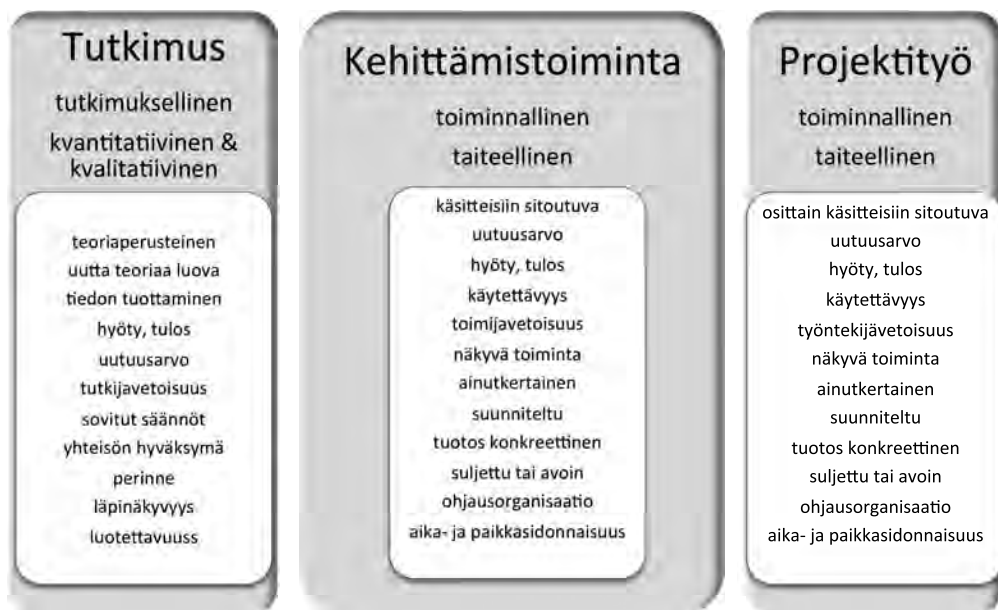 Tutkimus
tutkimuksellinen
kvantitatiivinen &
kvalitatiivinen
teoriaperusteinen
uutta teoriaa luova
tiedon tuottaminen
hyöty, tulos
uutuusarvo
tutkijavetoisuus
sovitut säännöt
yhteisön hyväksymä
perinne
läpinäkyvyys
luotettavuuss
Kehittämistoiminta
toiminnallinen
taiteellinen
käsitteisiin sitoutuva
uutuusarvo
hyöty, tulos
käytettävyys
toimijavetoisuus
näkyvä toiminta
ainutkertainen
suunniteltu
tuotos konkreettinen
suljettu tai avoin
ohjausorganisaatio
aika- ja paikkasidonnaisuus
Projektityö
toiminnallinen
taiteellinen
osittain käsitteisiin sitoutuva
uutuusarvo
hyöty, tulos
käytettävyys
työntekijävetoisuus
näkyvä toiminta
ainutkertainen
suunniteltu
tuotos konkreettinen
suljettu tai avoin
ohjausorganisaatio
aika- ja paikkasidonnaisuus